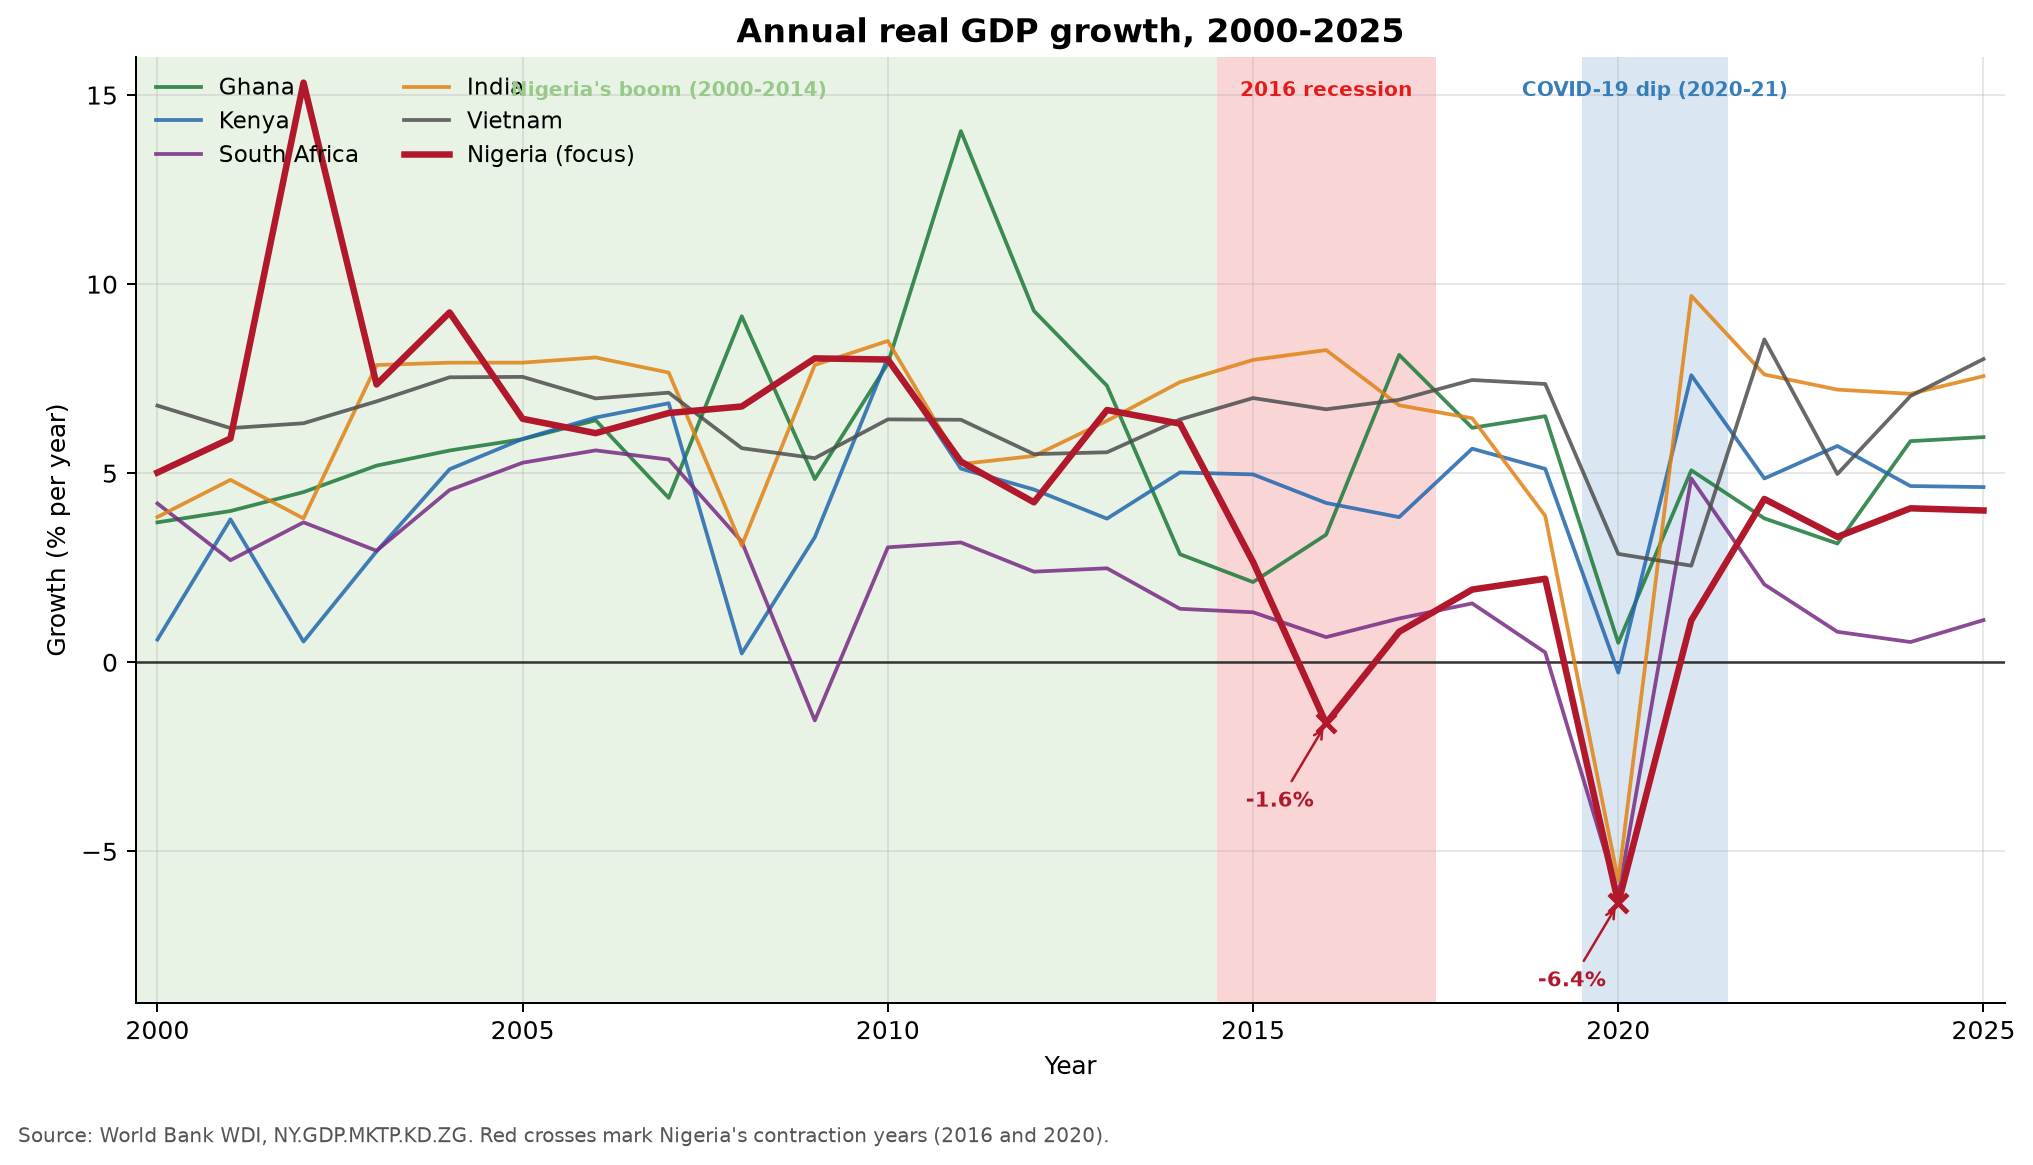 Annual real GDP growth, 2000-2025
Ghana
Kenya
South Africa
India
Vietnam
Nigeria (focus)
Nigeria's boom (2000-2014)
2016 recession
COVID-19 dip (2020-21)
15
10
5
0
−5
Growth (% per year)
-1.6%
-6.4%
2000
2005
2010
2015
2020
2025
Year
Source: World Bank WDI, NY.GDP.MKTP.KD.ZG. Red crosses mark Nigeria's contraction years (2016 and 2020).